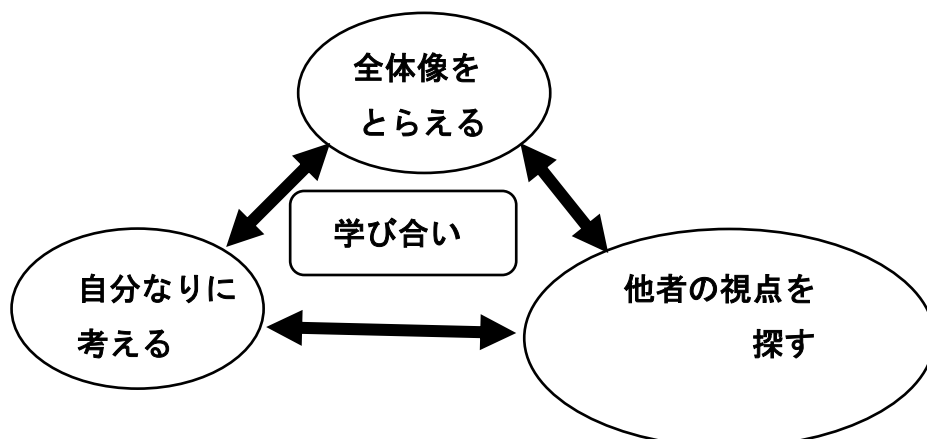 全体像を
とらえる
学び合い
自分なりに
考える
他者の視点を
探す